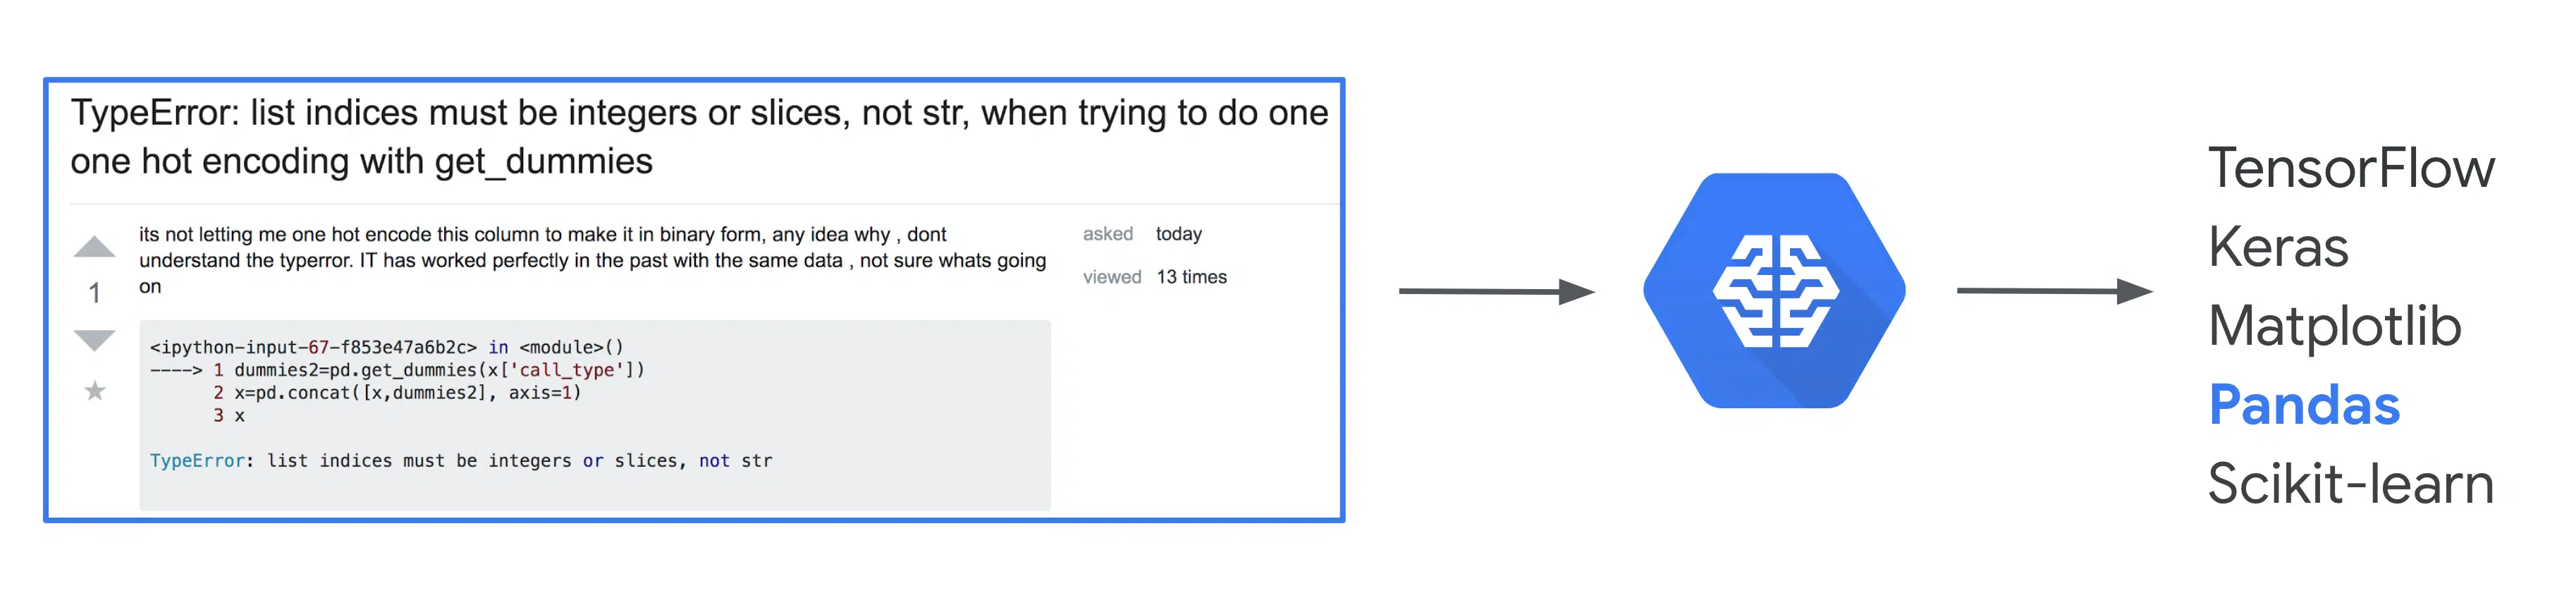 TypeError: list indices must be integers or slices, not str, when trying to do one
one hot encoding with get_dummies
its not letting me one hot encode this column to make it in binary form, any idea why , dont
understand the typerror. IT has worked perfectly in the past with the same data , not sure whats going
on
asked today
viewed 13 times
1
<ipython-input-67-f853e47a6b2c> in <module>()
----> 1 dummies2=pd.get_dummies(x['call_type'])
2 x=pd.concat([x,dummies2], axis=1)
3 x
TypeError: list indices must be integers or slices, not str
TensorFlow
Keras
Matplotlib
Pandas
Scikit-learn